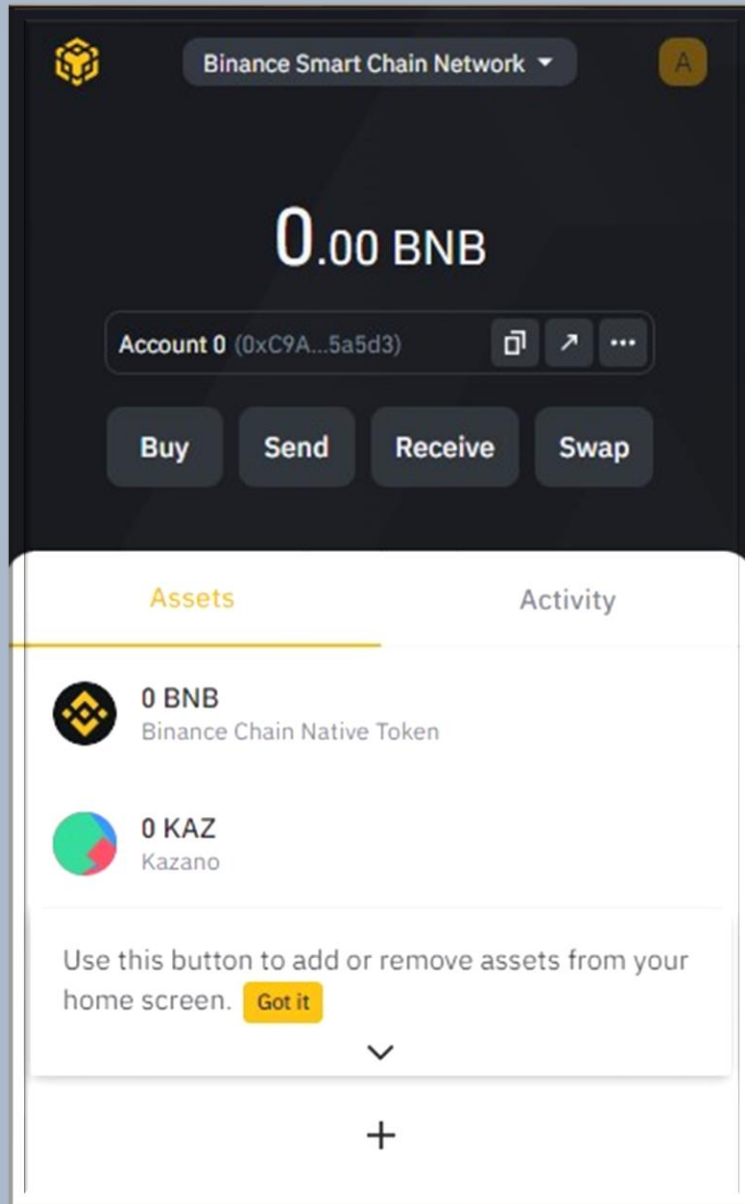 Binance Smart Chain Network
A
0.00 BNB
Account 0 (0xC9A...5a5d3)
Buy Send Receive Swap
Assets Activity
0 BNB
Binance Chain Native Token
0 KAZ
Kazano
Use this button to add or remove assets from your
home screen. Got it